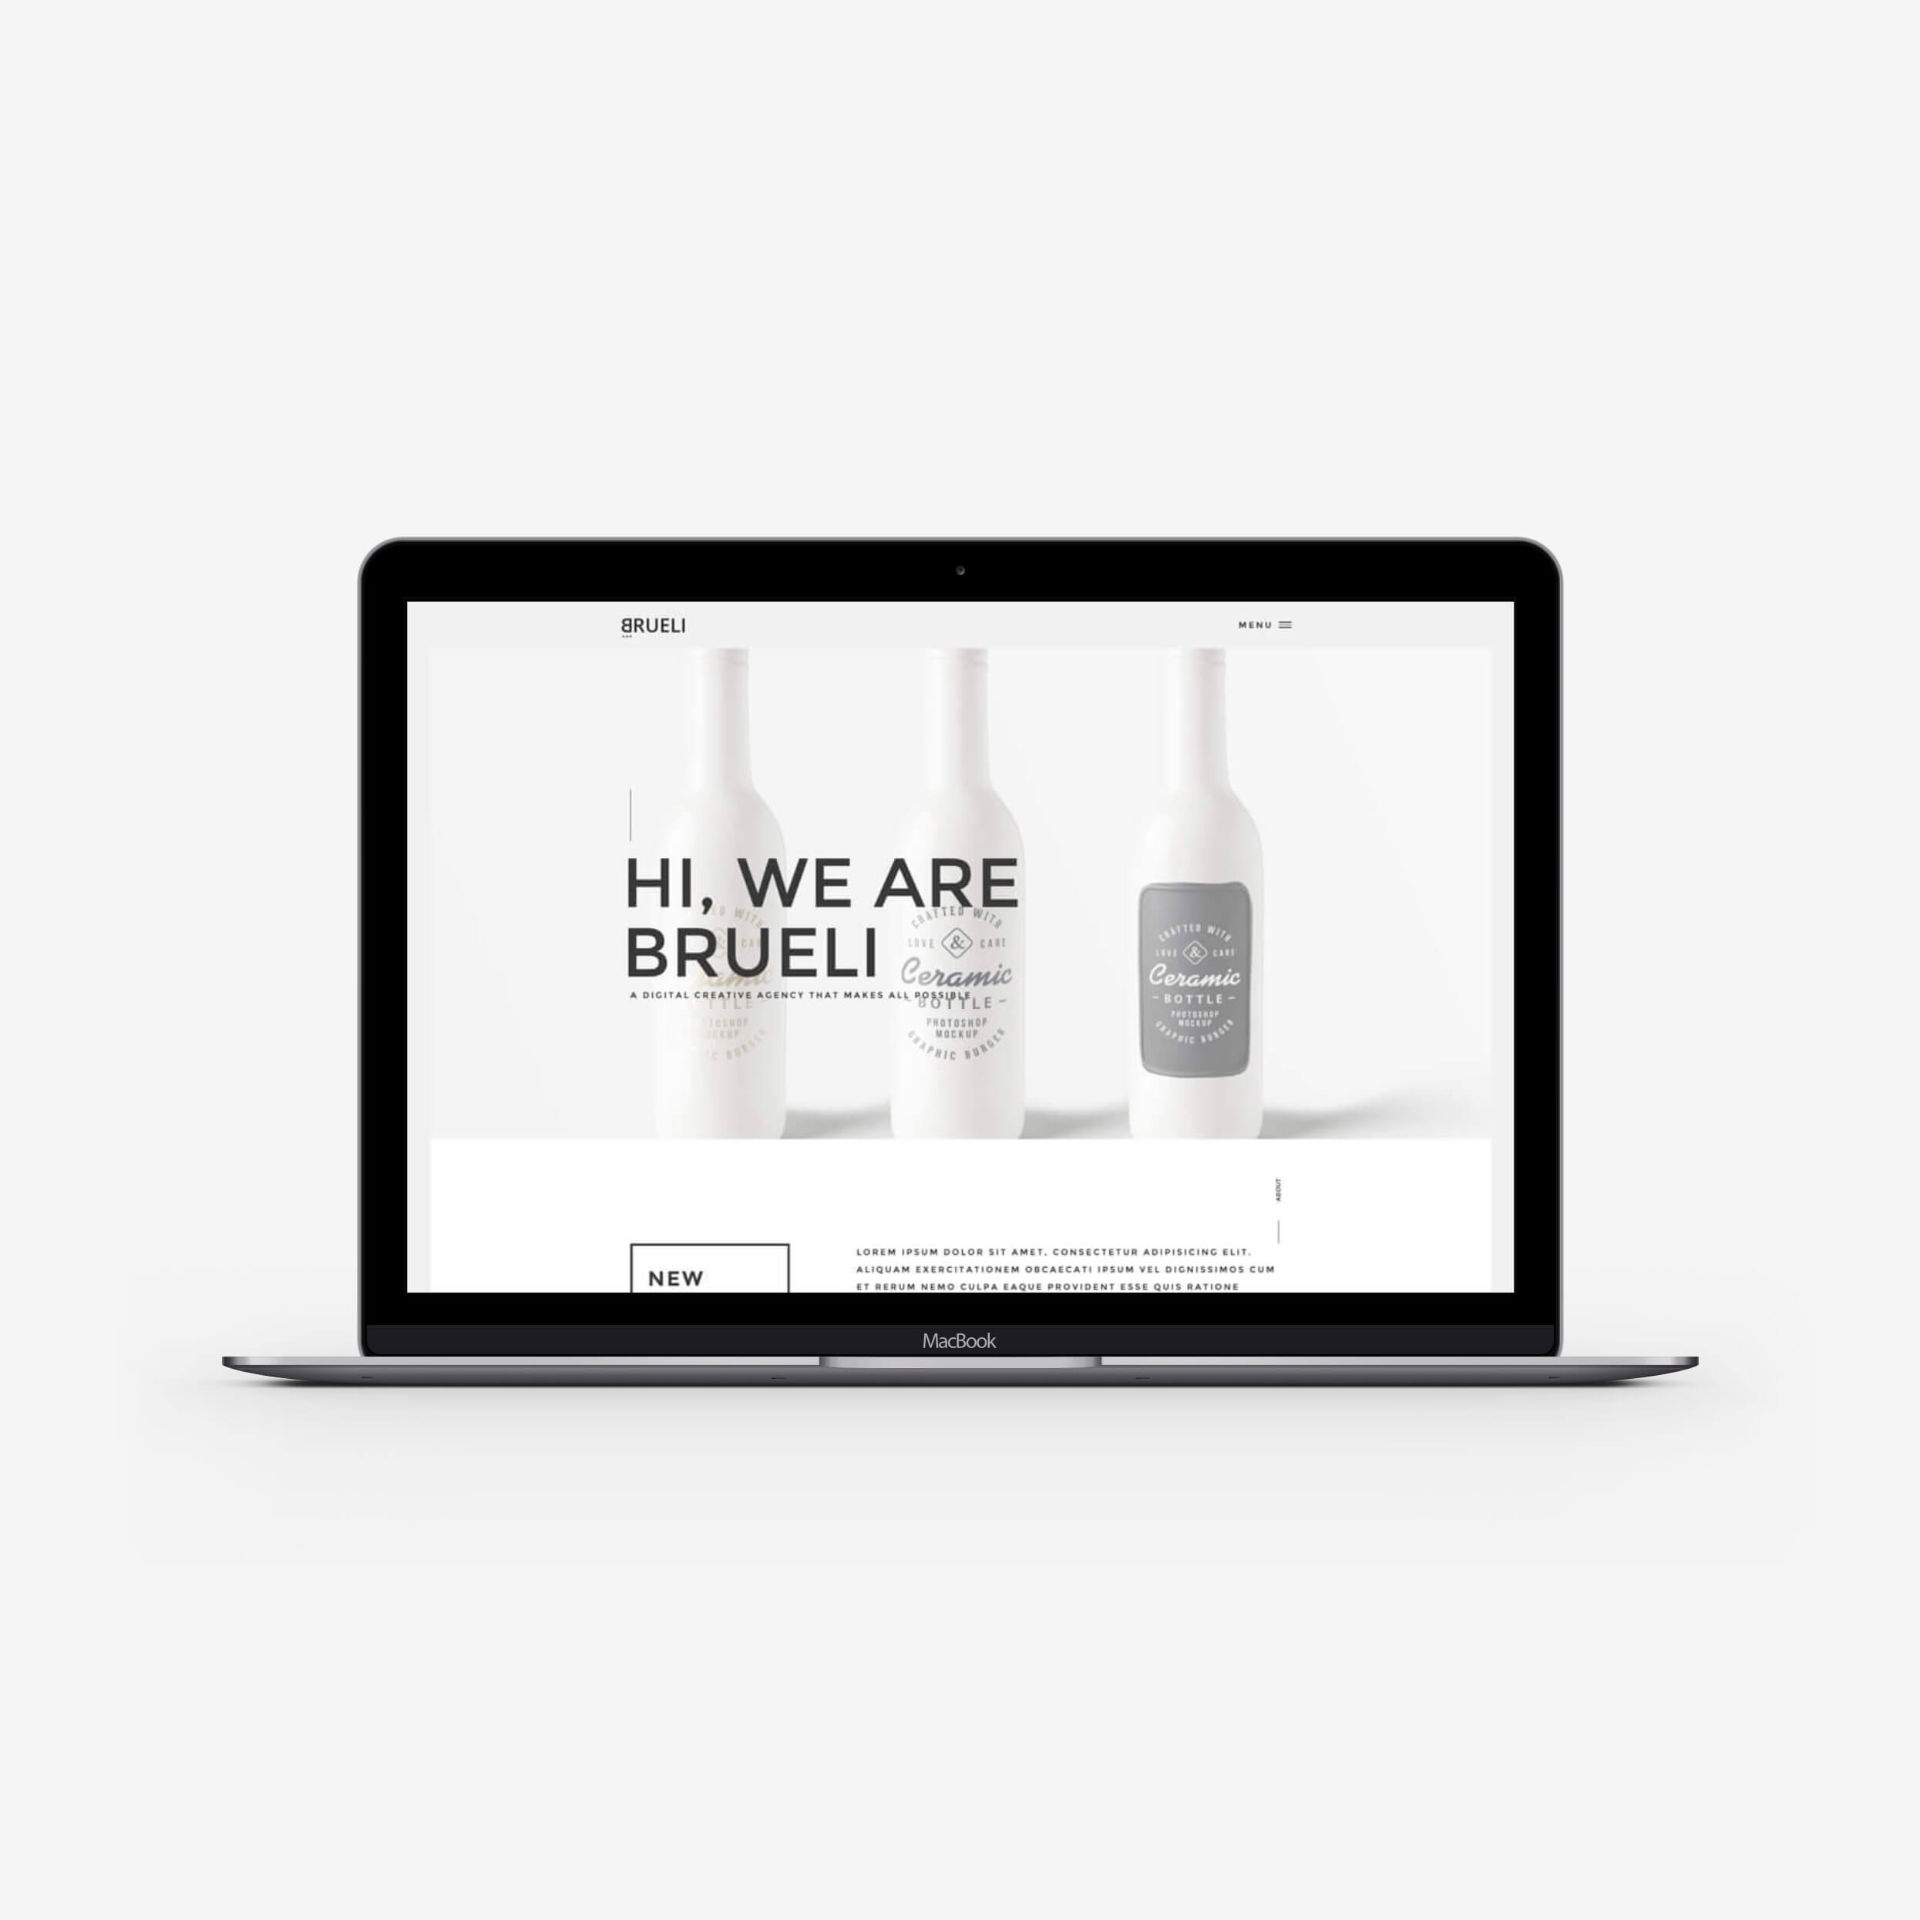 BRUELI
MENU
HI, WE ARE
BRUELI
A DIGITAL CREATIVE AGENCY THAT MAKES ALL POSSIBLE
CRAFTED WITH
LOVE & CARE
Ceramic
BOTTLE
PHOTOSHOP
MOCKUP
GRAPHIC BURGER
CRAFTED WITH
LOVE & CARE
Ceramic
- BOTTLE -
PHOTOSHOP
MOCKUP
GRAPHIC BURGER
ABOUT
NEW
LOREM IPSUM DOLOR SIT AMET, CONSECTETUR ADIPISICING ELIT.
ALIQUAM EXERCITATIONEM OBCAECATI IPSUM VEL DIGNISSIMOS CUM
ET RERUM NEMO CULPA EAQUE PROVIDENT ESSE QUIS RATIONE
MacBook